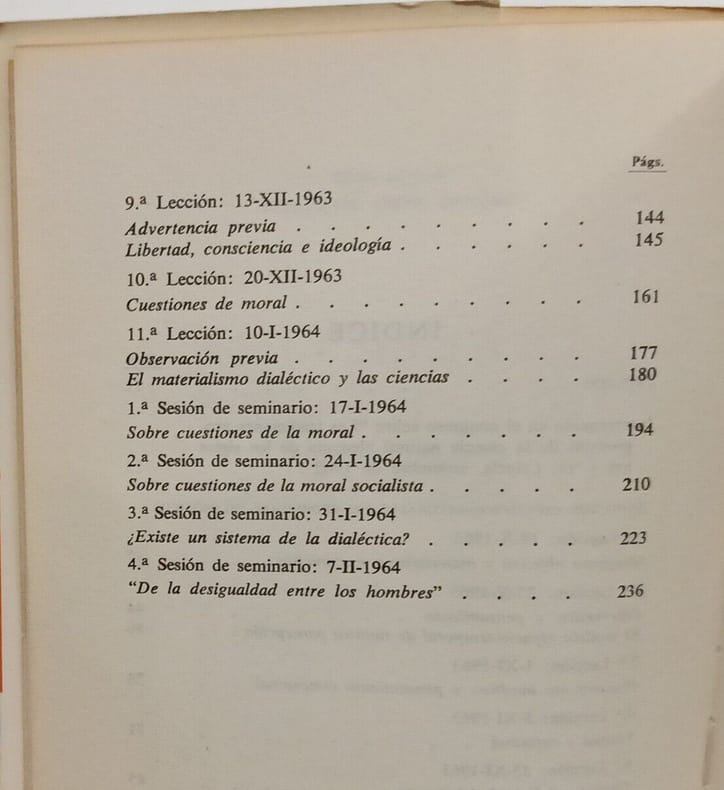 Págs.
9.ª Lección: 13-XII-1963
Advertencia previa . . . . . . . . . 144
Libertad, consciencia e ideología . . . . . . 145
10.ª Lección: 20-XII-1963
Cuestiones de moral . . . . . . . . . 161
11.ª Lección: 10-I-1964
Observación previa . . . . . . . . . 177
El materialismo dialéctico y las ciencias . . . . 180
1.ª Sesión de seminario: 17-I-1964
Sobre cuestiones de la moral . . . . . . . 194
2.ª Sesión de seminario: 24-I-1964
Sobre cuestiones de la moral socialista . . . . . 210
3.ª Sesión de seminario: 31-I-1964
¿Existe un sistema de la dialéctica? . . . . . 223
4.ª Sesión de seminario: 7-II-1964
“De la desigualdad entre los hombres” . . . . 236